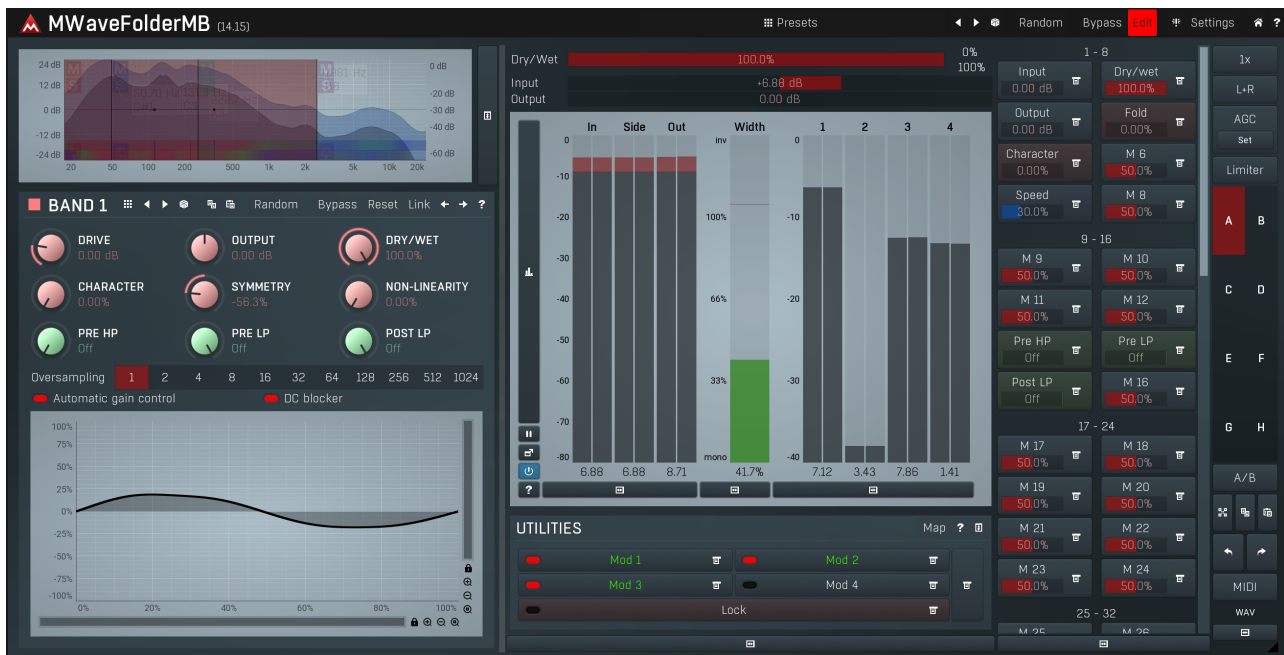 MWaveFolderMB (14.15)
Presets
Random Bypass Edit Settings ?
24 dB
12 dB
0 dB
-12 dB
-24 dB
0 dB
-20 dB
-30 dB
-40 dB
-60 dB
20 50 100 200 500 1k 2k 5k 10k 20k
BAND 1 Random Bypass Reset Link ?
DRIVE
0.00 dB
OUTPUT
0.00 dB
DRY/WET
100.0%
CHARACTER
0.00%
SYMMETRY
-56.3%
NON-LINEARITY
0.00%
PRE HP
Off
PRE LP
Off
POST LP
Off
Oversampling 1 2 4 8 16 32 64 128 256 512 1024
Automatic gain control
DC blocker
100%
75%
50%
25%
0%
-25%
-50%
-75%
-100%
0% 20% 40% 60% 80% 100%
Dry/Wet 100.0% 0%
100%
Input +6.88 dB
Output 0.00 dB
In Side Out Width 1 2 3 4
0
-10
-20
-30
-40
-50
-60
-70
-80
inv
100%
66%
33%
mono
0
-10
-20
-30
-40
6.88 6.88 8.71 41.7% 7.12 3.43 7.86 1.41
?
UTILITIES Map ?
Mod 1
Mod 2
Mod 3
Mod 4
Lock
1 - 8
Input
0.00 dB
Dry/wet
100.0%
Output
0.00 dB
Fold
0.00%
Character
0.00%
M 6
50.0%
Speed
30.0%
M 8
50.0%
9 - 16
M 9
50.0%
M 10
50.0%
M 11
50.0%
M 12
50.0%
Pre HP
Off
Pre LP
Off
Post LP
Off
M 16
50.0%
17 - 24
M 17
50.0%
M 18
50.0%
M 19
50.0%
M 20
50.0%
M 21
50.0%
M 22
50.0%
M 23
50.0%
M 24
50.0%
25 - 32
M 25
M 26
1x
L+R
AGC
Set
Limiter
A B
C D
E F
G H
A/B
MIDI
WAV